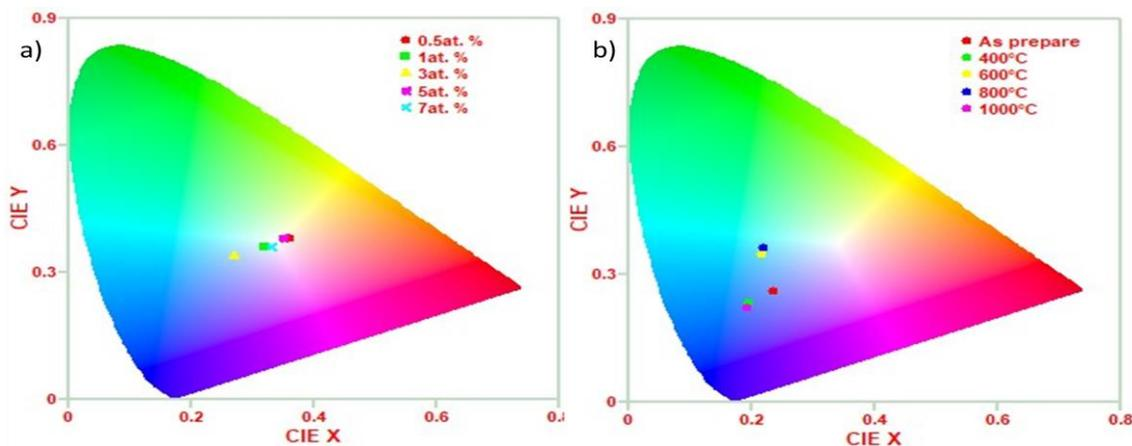 a)
0.9
0.6
0.3
0
0
0.2
0.4
0.6
0.8
CIE Y
CIE X
0.5at. %
1at. %
3at. %
5at. %
7at. %
b)
0.9
0.6
0.3
0
0
0.2
0.4
0.6
0.8
CIE Y
CIE X
As prepare
400°C
600°C
800°C
1000°C